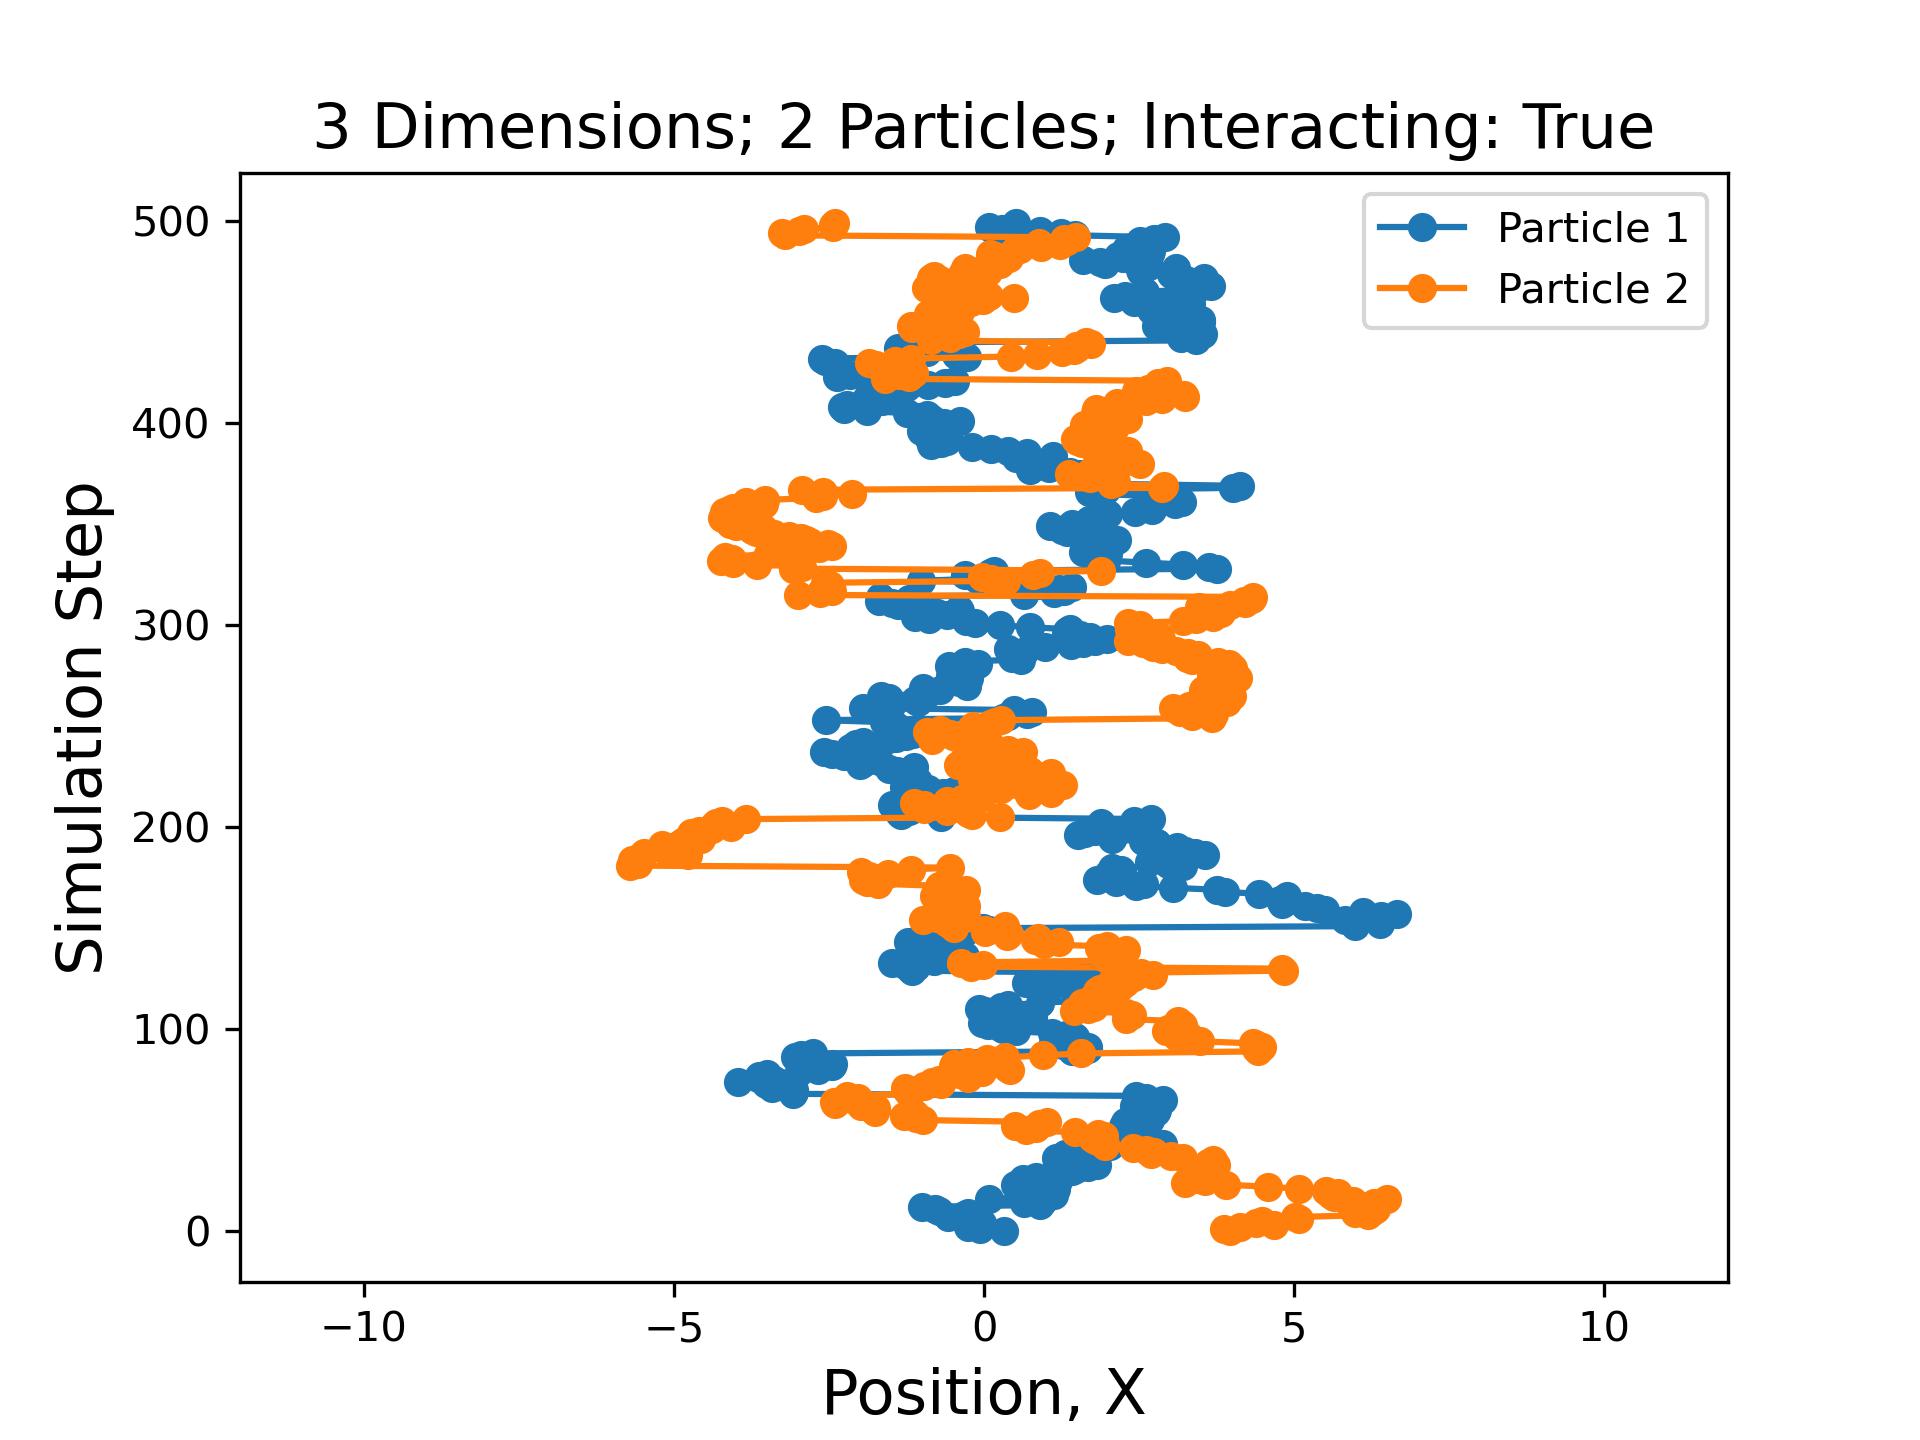 3 Dimensions; 2 Particles; Interacting: True
Particle 1
Particle 2
Simulation Step
500
400
300
200
100
0
−10
−5
0
5
10
Position, X